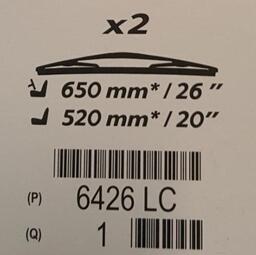 x2
650 mm* / 26"
520 mm* / 20"
(P) 6426 LC
(Q) 1